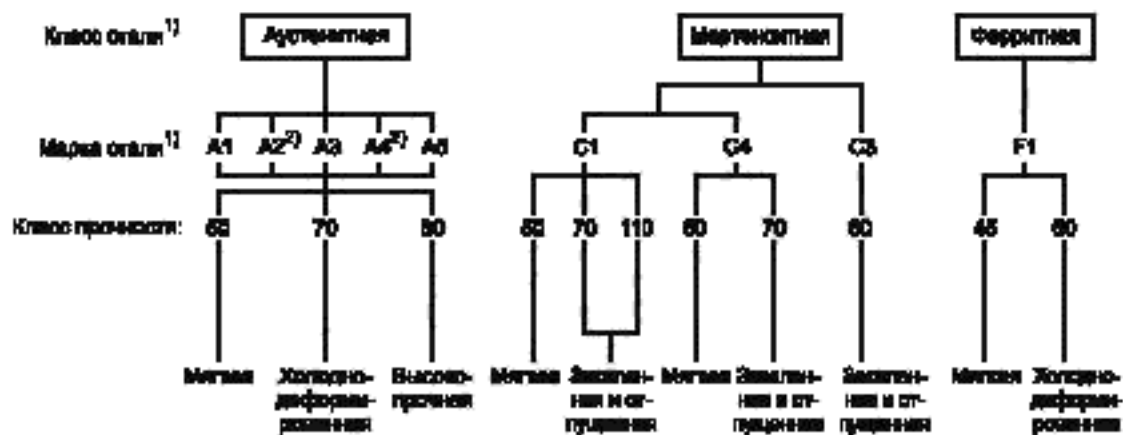 Класс стали¹⁾ Аустенитная Мартенситная Ферритная
Марка стали¹⁾ A1 A2²⁾ A3 A4²⁾ A5 C1 C4 C3 F1
Класс прочности: 50 70 80 50 70 110 50 70 80 45 60
Мягкая Холодно- Высоко- Мягкая Закален- Мягкая Закален- Закален- Мягкая Холодно-
деформи- прочная ная и от- ная и от- ная и от- деформи-
рованная пущенная пущенная пущенная рованная